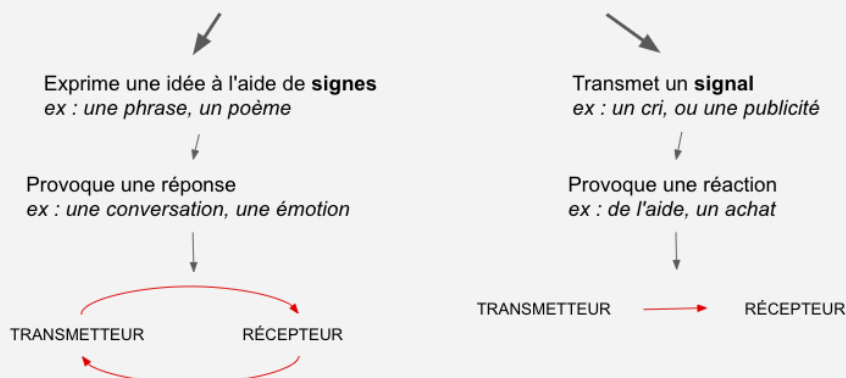 Exprime une idée à l'aide de signes
ex : une phrase, un poème
Provoque une réponse
ex : une conversation, une émotion
TRANSMETTEUR
RÉCEPTEUR
Transmet un signal
ex : un cri, ou une publicité
Provoque une réaction
ex : de l'aide, un achat
TRANSMETTEUR
RÉCEPTEUR